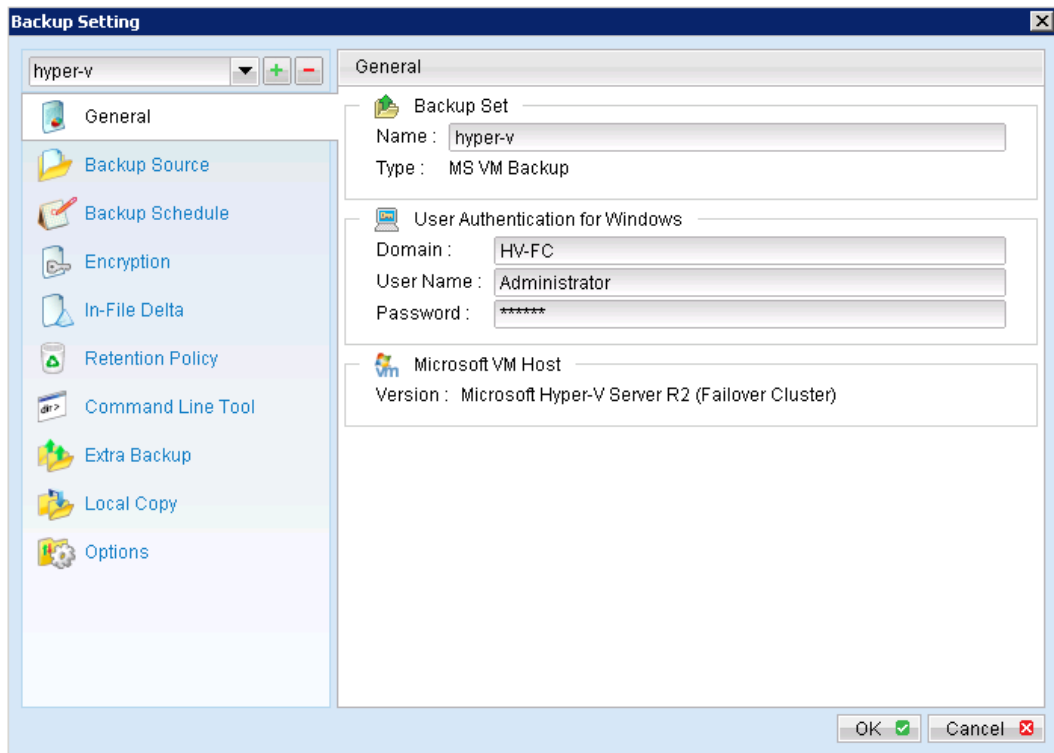 Backup Setting
hyper-v
General
Backup Source
Backup Schedule
Encryption
In-File Delta
Retention Policy
Command Line Tool
Extra Backup
Local Copy
Options
General
Backup Set
Name : hyper-v
Type : MS VM Backup
User Authentication for Windows
Domain : HV-FC
User Name : Administrator
Password : ******
Microsoft VM Host
Version : Microsoft Hyper-V Server R2 (Failover Cluster)
OK
Cancel